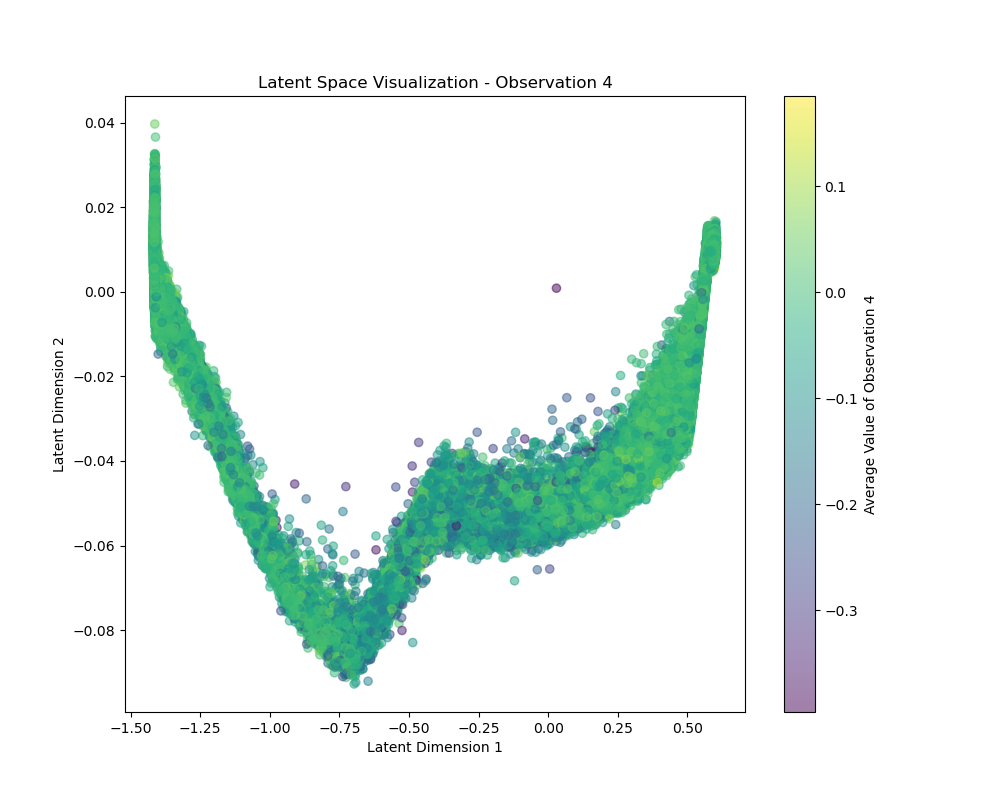 Latent Space Visualization - Observation 4
Latent Dimension 2
0.04
0.02
0.00
−0.02
−0.04
−0.06
−0.08
−1.50 −1.25 −1.00 −0.75 −0.50 −0.25 0.00 0.25 0.50
Latent Dimension 1
0.1
0.0
−0.1
−0.2
−0.3
Average Value of Observation 4